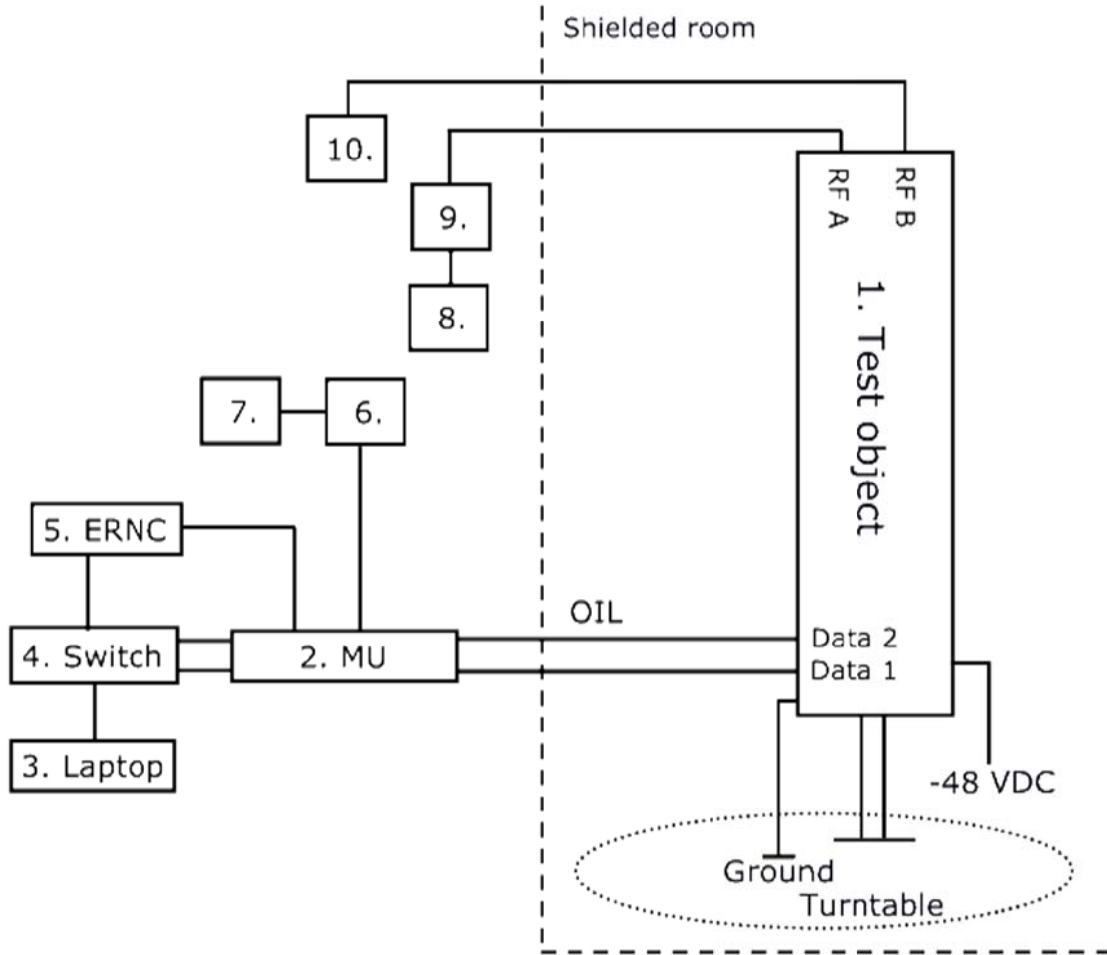 Shielded room
10.
9.
8.
7.
6.
RF A
RF B
1. Test object
5. ERNC
4. Switch
2. MU
3. Laptop
OIL
Data 2
Data 1
-48 VDC
Ground
Turntable